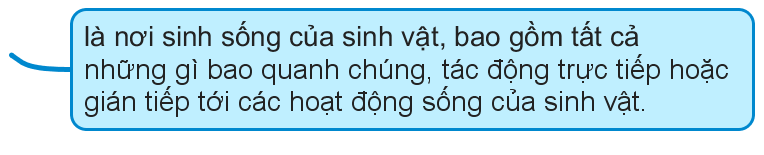 là nơi sinh sống của sinh vật, bao gồm tất cả
những gì bao quanh chúng, tác động trực tiếp hoặc
gián tiếp tới các hoạt động sống của sinh vật.